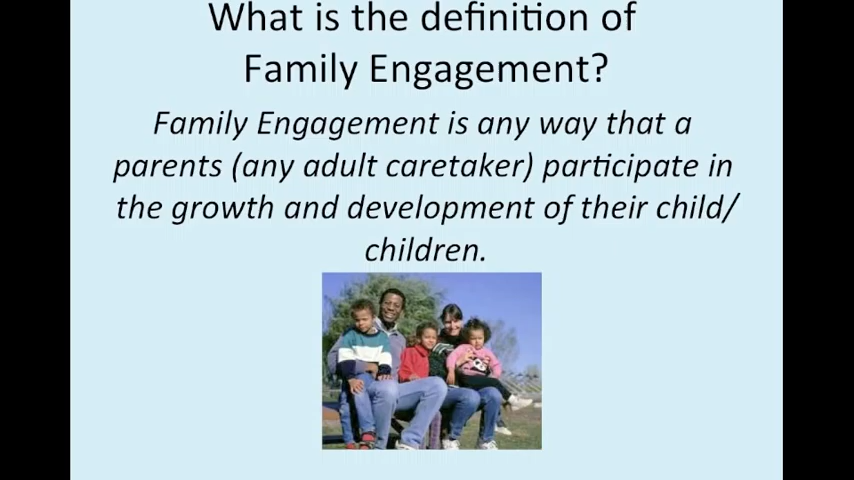 What is the definition of
Family Engagement?
Family Engagement is any way that a
parents (any adult caretaker) participate in
the growth and development of their child/
children.